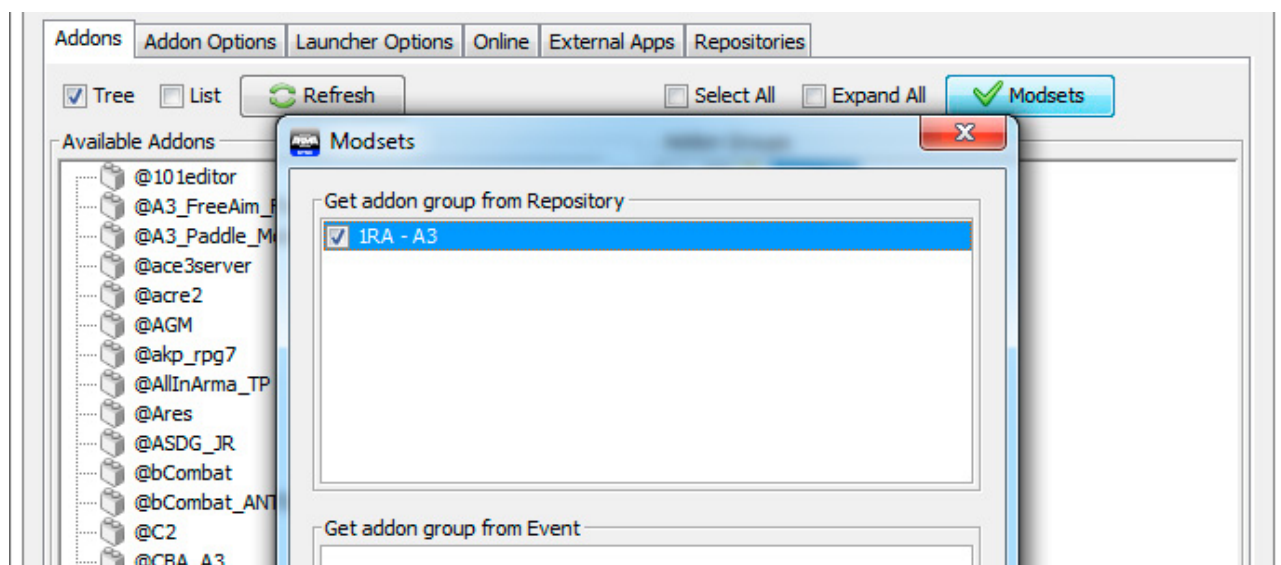 Addons Addon Options Launcher Options Online External Apps Repositories
Tree List Refresh Select All Expand All Modsets
Available Addons
Modsets
@101editor
@A3_FreeAim_F
Get addon group from Repository
@A3_Paddle_M
1RA - A3
@ace3server
@acre2
@AGM
@akp_rpg7
@AllInArma_TP
@Ares
@ASDG_JR
@bCombat
@bCombat_ANT
@C2
Get addon group from Event
@CBA_A3